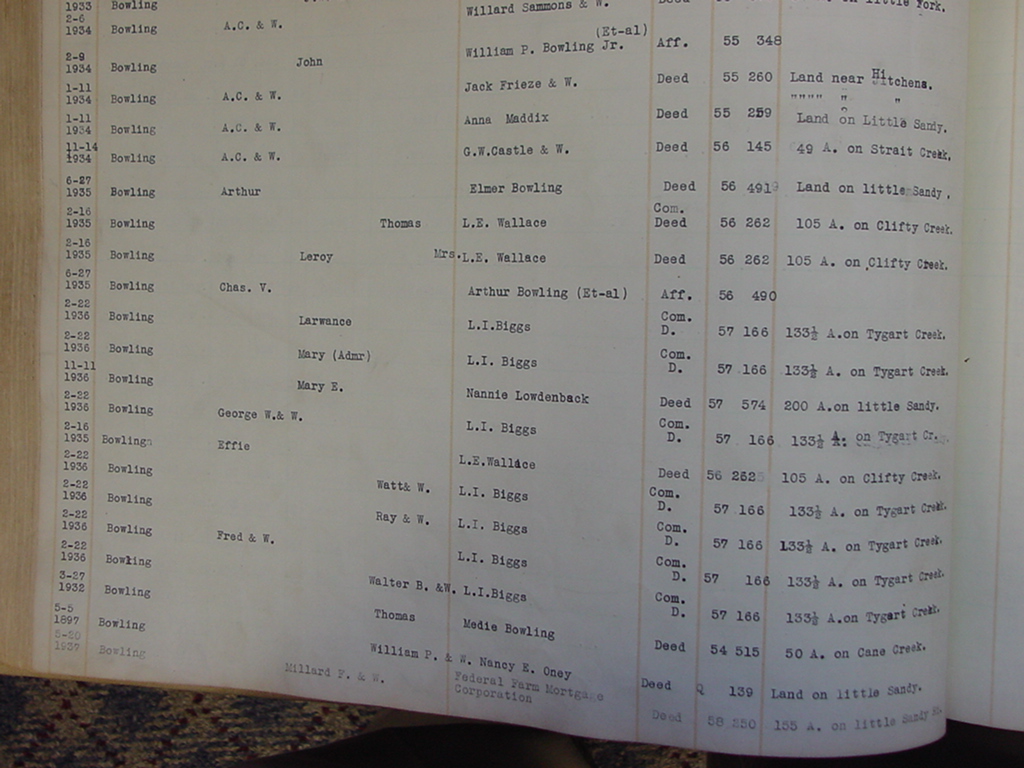 1933 Bowling Willard Sammons & W. Deed 55 on little Fork.
2-6
1934 Bowling A.C. & W.
(Et-al)
2-9
1934 Bowling John William P. Bowling Jr. Aff. 55 348
1-11
1934 Bowling A.C. & W. Jack Frieze & W. Deed 55 260 Land near Hitchens.
"""" " "
1-11
1934 Bowling A.C. & W. Anna Maddix Deed 55 259 Land on Little Sandy.
11-14
1934 Bowling A.C. & W. G.W.Castle & W. Deed 56 145 49 A. on Strait Creek.
6-27
1935 Bowling Arthur Elmer Bowling Deed 56 491 Land on little Sandy.
2-16 Com.
1935 Bowling Thomas L.E. Wallace Deed 56 262 105 A. on Clifty Creek.
2-16
1935 Bowling Leroy Mrs. L.E. Wallace Deed 56 262 105 A. on Clifty Creek.
6-27
1935 Bowling Chas. V. Arthur Bowling (Et-al) Aff. 56 490
2-22 Com.
1936 Bowling Larwance L.I.Biggs D. 57 166 133½ A.on Tygart Creek.
2-22 Com.
1936 Bowling Mary (Admr) L.I. Biggs D. 57 166 133½ A. on Tygart Creek.
11-11
1936 Bowling Mary E. Nannie Lowdenback Deed 57 574 200 A.on little Sandy.
2-22 Com.
1936 Bowling George W.& W. L.I. Biggs D. 57 166 133½ A. on Tygart Cr.
2-16
1935 Bowling Effie L.E.Wallace Deed 56 262 105 A. on Clifty Creek.
2-22 Com.
1936 Bowling Watt& W. L.I. Biggs D. 57 166 133½ A. on Tygart Creek.
2-22 Com.
1936 Bowling Ray & W. L.I. Biggs D. 57 166 133½ A. on Tygart Creek.
2-22 Com.
1936 Bowling Fred & W. L.I. Biggs D. 57 166 133½ A. on Tygart Creek.
2-22 Com.
1936 Bowling Walter B. &W. L.I.Biggs D. 57 166 133½ A.on Tygart Creek.
3-27
1932 Bowling Thomas Medie Bowling Deed 54 515 50 A. on Cane Creek.
5-5
1897 Bowling William P. & W. Nancy E. Oney Deed Q 139 Land on little Sandy.
5-20
1937 Bowling Millard F. & W. Federal Farm Mortgage
Corporation Deed 58 250 155 A. on little Sandy